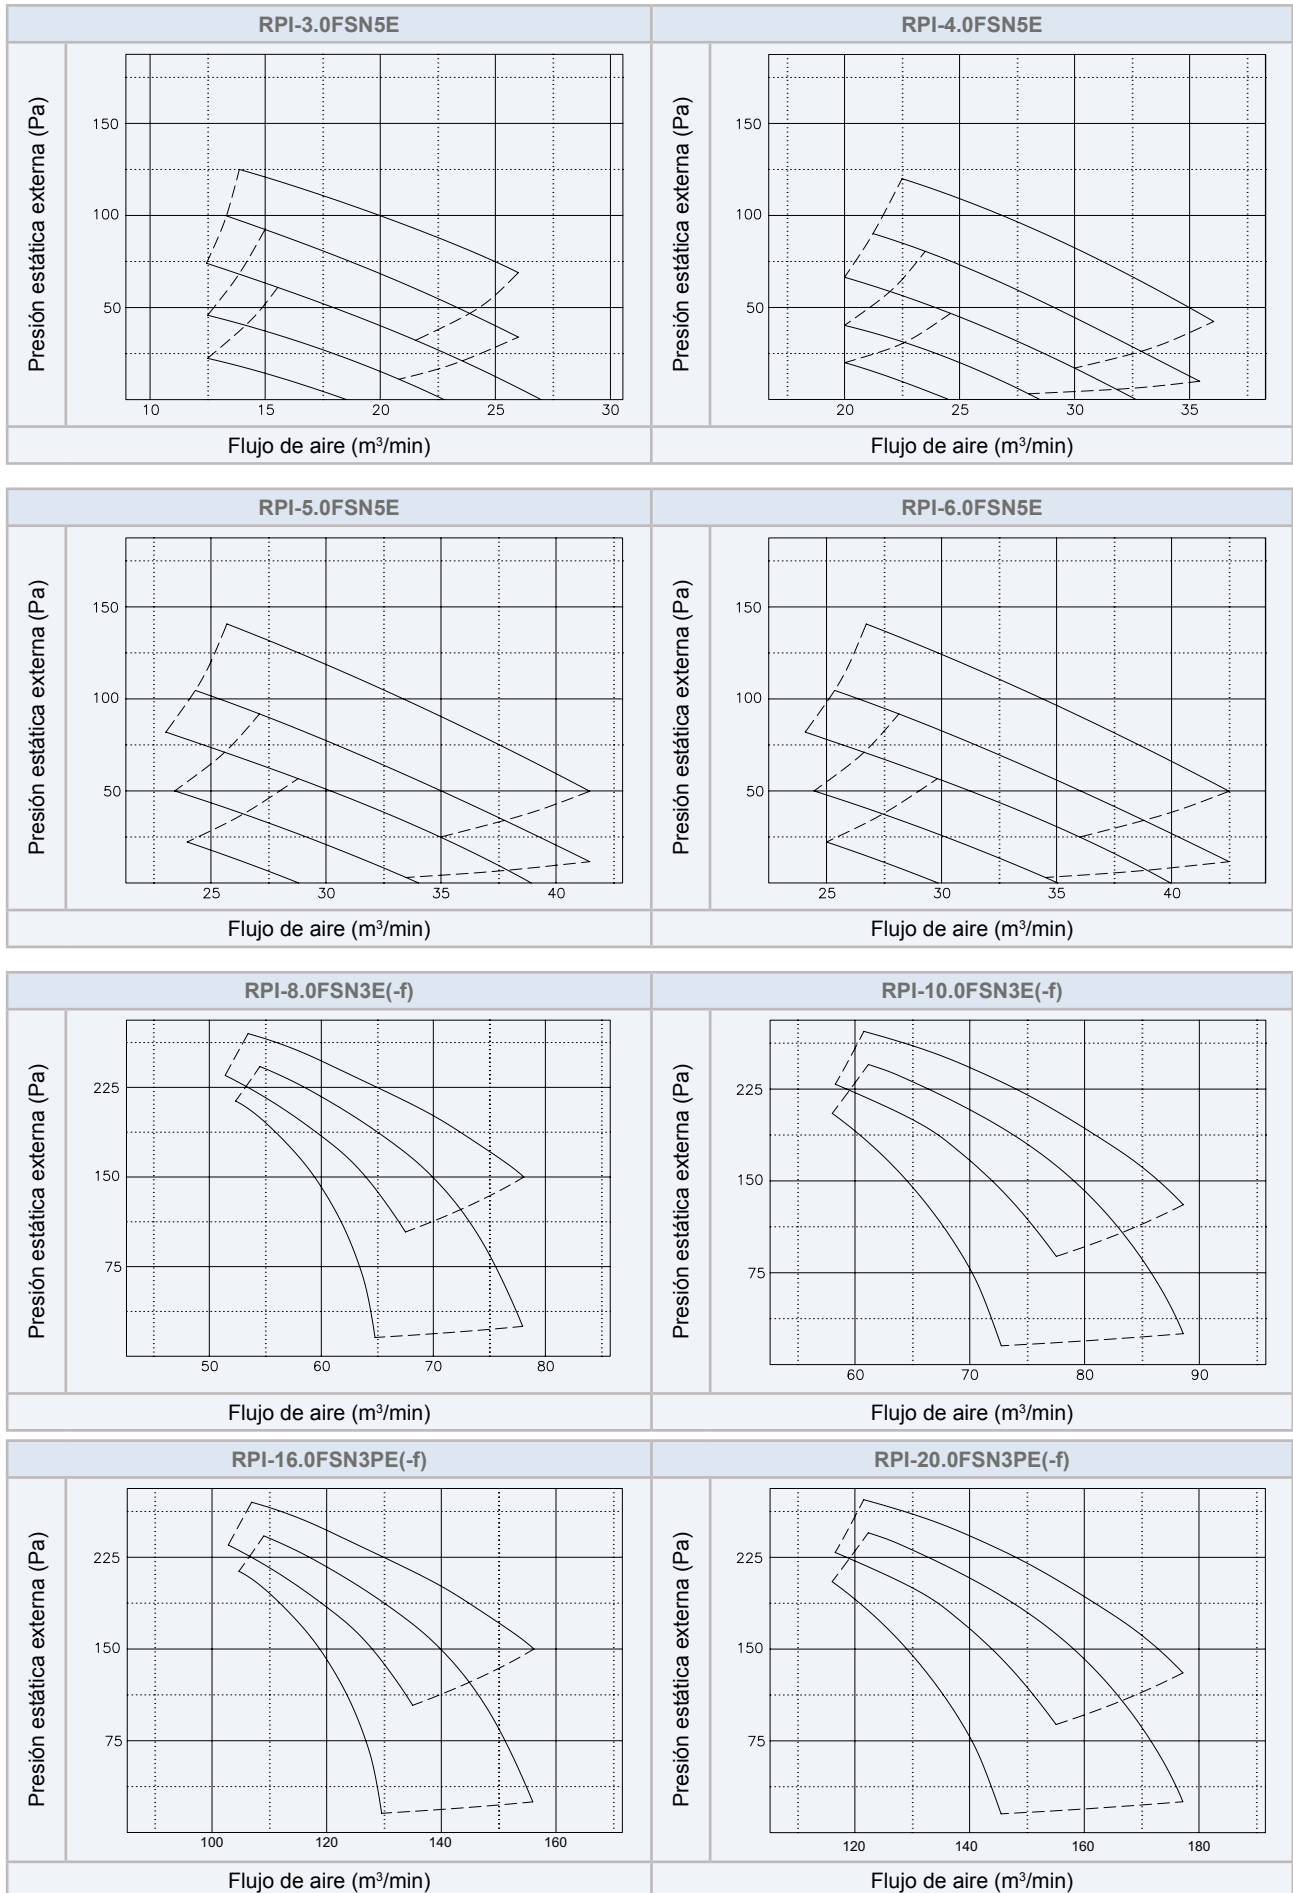 RPI-3.0FSN5E
RPI-4.0FSN5E
Presión estática externa (Pa)
150
100
50
10 15 20 25 30
Presión estática externa (Pa)
150
100
50
20 25 30 35
Flujo de aire (m³/min)
Flujo de aire (m³/min)
RPI-5.0FSN5E
RPI-6.0FSN5E
Presión estática externa (Pa)
150
100
50
25 30 35 40
Presión estática externa (Pa)
150
100
50
25 30 35 40
Flujo de aire (m³/min)
Flujo de aire (m³/min)
RPI-8.0FSN3E(-f)
RPI-10.0FSN3E(-f)
Presión estática externa (Pa)
225
150
75
50 60 70 80
Presión estática externa (Pa)
225
150
75
60 70 80 90
Flujo de aire (m³/min)
Flujo de aire (m³/min)
RPI-16.0FSN3PE(-f)
RPI-20.0FSN3PE(-f)
Presión estática externa (Pa)
225
150
75
100 120 140 160
Presión estática externa (Pa)
225
150
75
120 140 160 180
Flujo de aire (m³/min)
Flujo de aire (m³/min)